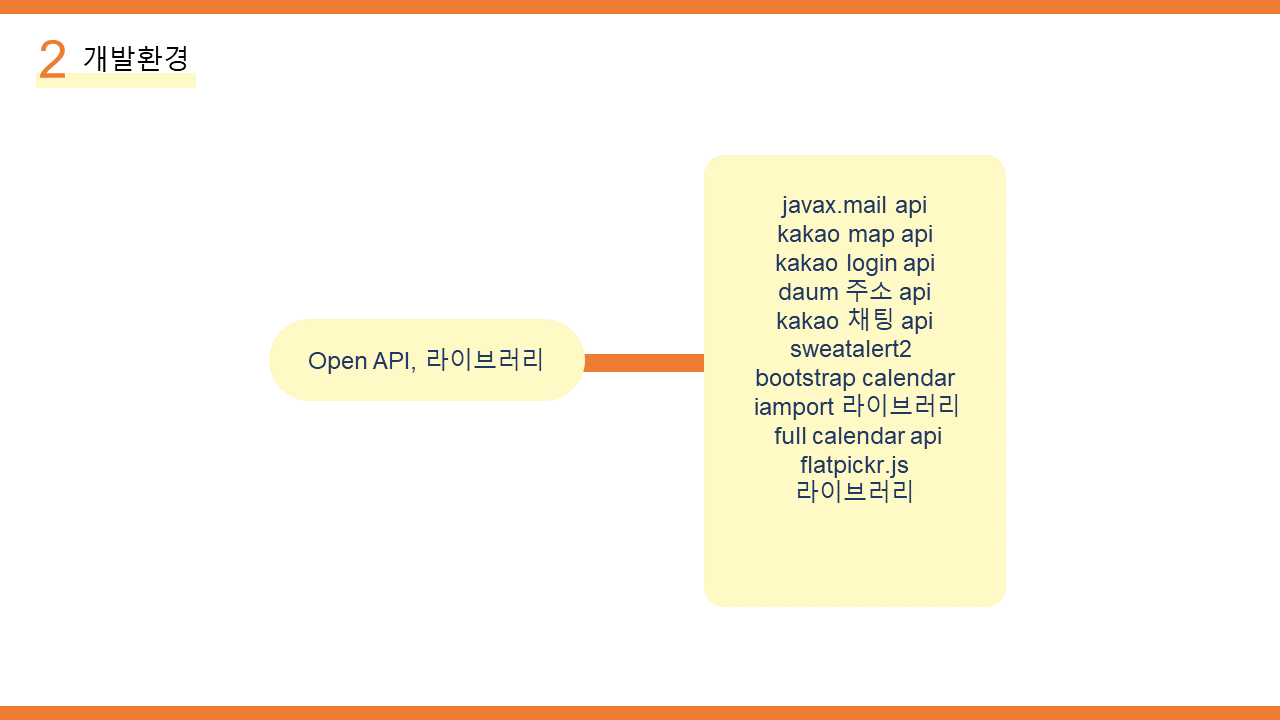 2 개발환경
Open API, 라이브러리
javax.mail api
kakao map api
kakao login api
daum 주소 api
kakao 채팅 api
sweatalert2
bootstrap calendar
iamport 라이브러리
full calendar api
flatpickr.js
라이브러리